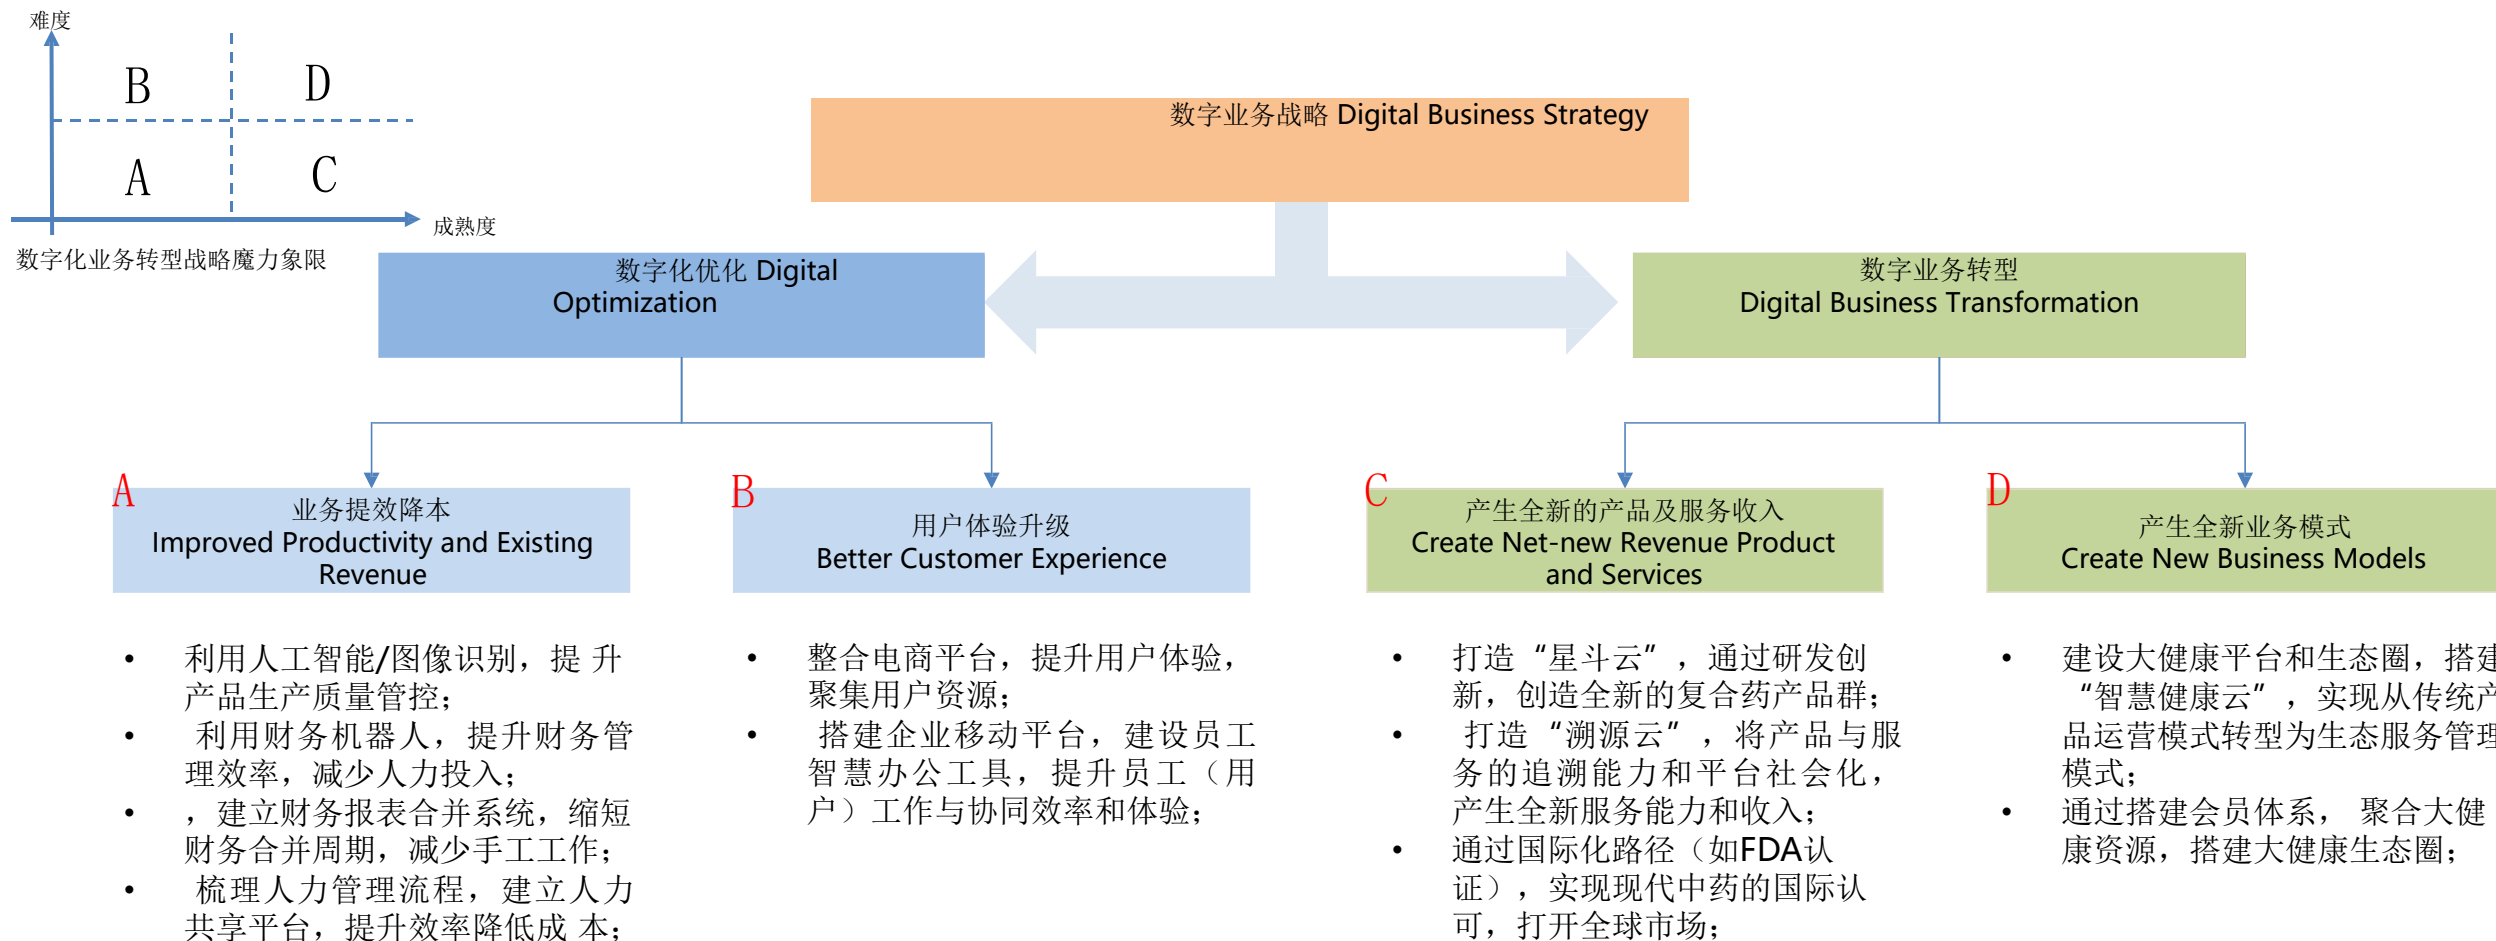 难度
B
D
A
C
成熟度
数字化业务转型战略魔力象限
数字业务战略 Digital Business Strategy
数字化优化 Digital
Optimization
数字业务转型
Digital Business Transformation
A
业务提效降本
Improved Productivity and Existing
Revenue
B
用户体验升级
Better Customer Experience
C
产生全新的产品及服务收入
Create Net-new Revenue Product
and Services
D
产生全新业务模式
Create New Business Models
• 利用人工智能/图像识别，提 升
产品生产质量管控；
• 利用财务机器人，提升财务管
理效率，减少人力投入；
• ，建立财务报表合并系统，缩短
财务合并周期，减少手工工作；
• 梳理人力管理流程，建立人力
共享平台，提升效率降低成 本；
• 整合电商平台，提升用户体验，
聚集用户资源；
• 搭建企业移动平台，建设员工
智慧办公工具，提升员工（用
户）工作与协同效率和体验；
• 打造“星斗云”，通过研发创
新，创造全新的复合药产品群；
• 打造“溯源云”，将产品与服
务的追溯能力和平台社会化，
产生全新服务能力和收入；
• 通过国际化路径（如FDA认
证），实现现代中药的国际认
可，打开全球市场；
• 建设大健康平台和生态圈，搭建
“智慧健康云”，实现从传统产
品运营模式转型为生态服务管理
模式；
• 通过搭建会员体系， 聚合大健
康资源，搭建大健康生态圈；